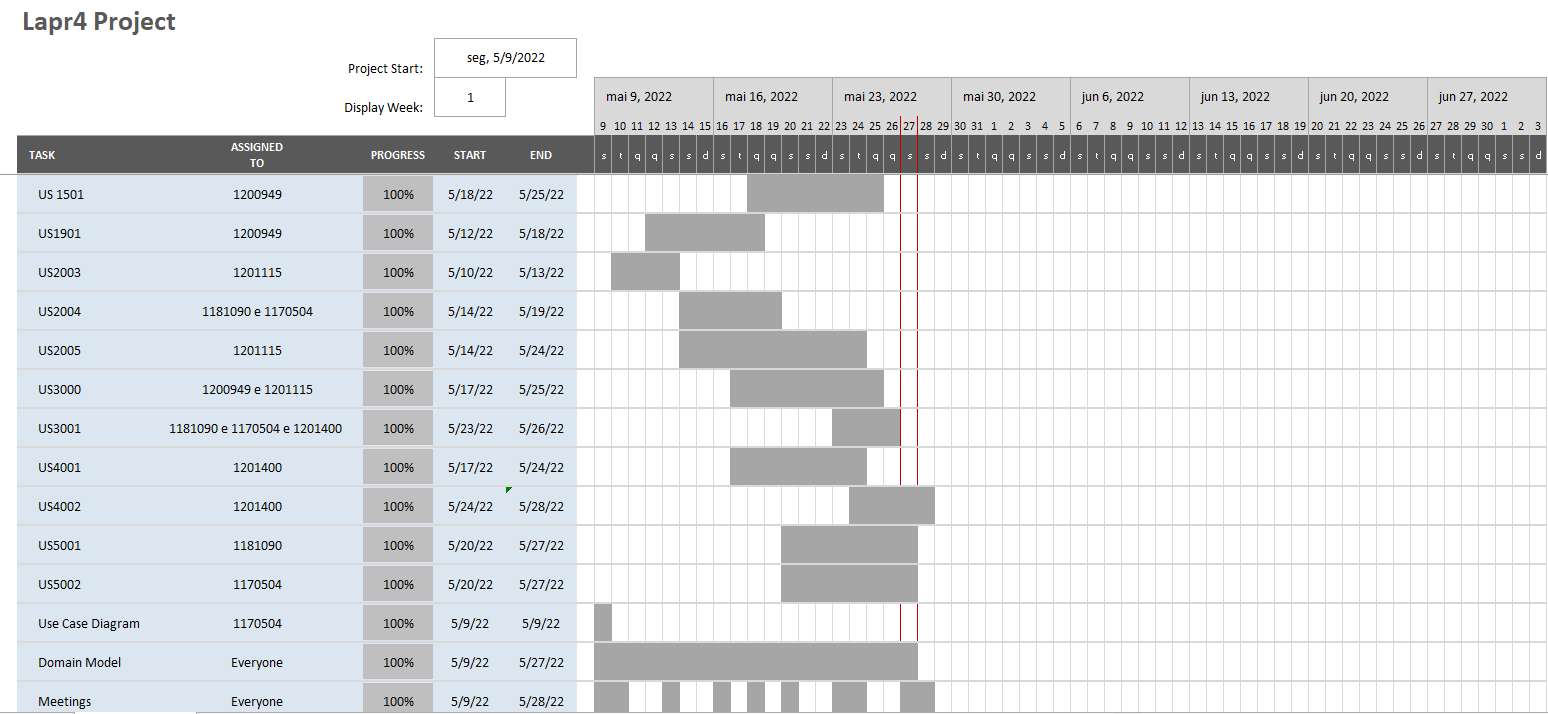 Lapr4 Project
Project Start:
seg, 5/9/2022
Display Week:
1
mai 9, 2022 mai 16, 2022 mai 23, 2022 mai 30, 2022 jun 6, 2022 jun 13, 2022 jun 20, 2022 jun 27, 2022
9 10 11 12 13 14 15 16 17 18 19 20 21 22 23 24 25 26 27 28 29 30 31 1 2 3 4 5 6 7 8 9 10 11 12 13 14 15 16 17 18 19 20 21 22 23 24 25 26 27 28 29 30 1 2 3
TASK ASSIGNED TO PROGRESS START END s t q q s s d s t q q s s d s t q q s s d s t q q s s d s t q q s s d s t q q s s d s t q q s s d s t q q s s d
US 1501 1200949 100% 5/18/22 5/25/22
US1901 1200949 100% 5/12/22 5/18/22
US2003 1201115 100% 5/10/22 5/13/22
US2004 1181090 e 1170504 100% 5/14/22 5/19/22
US2005 1201115 100% 5/14/22 5/24/22
US3000 1200949 e 1201115 100% 5/17/22 5/25/22
US3001 1181090 e 1170504 e 1201400 100% 5/23/22 5/26/22
US4001 1201400 100% 5/17/22 5/24/22
US4002 1201400 100% 5/24/22 5/28/22
US5001 1181090 100% 5/20/22 5/27/22
US5002 1170504 100% 5/20/22 5/27/22
Use Case Diagram 1170504 100% 5/9/22 5/9/22
Domain Model Everyone 100% 5/9/22 5/27/22
Meetings Everyone 100% 5/9/22 5/28/22